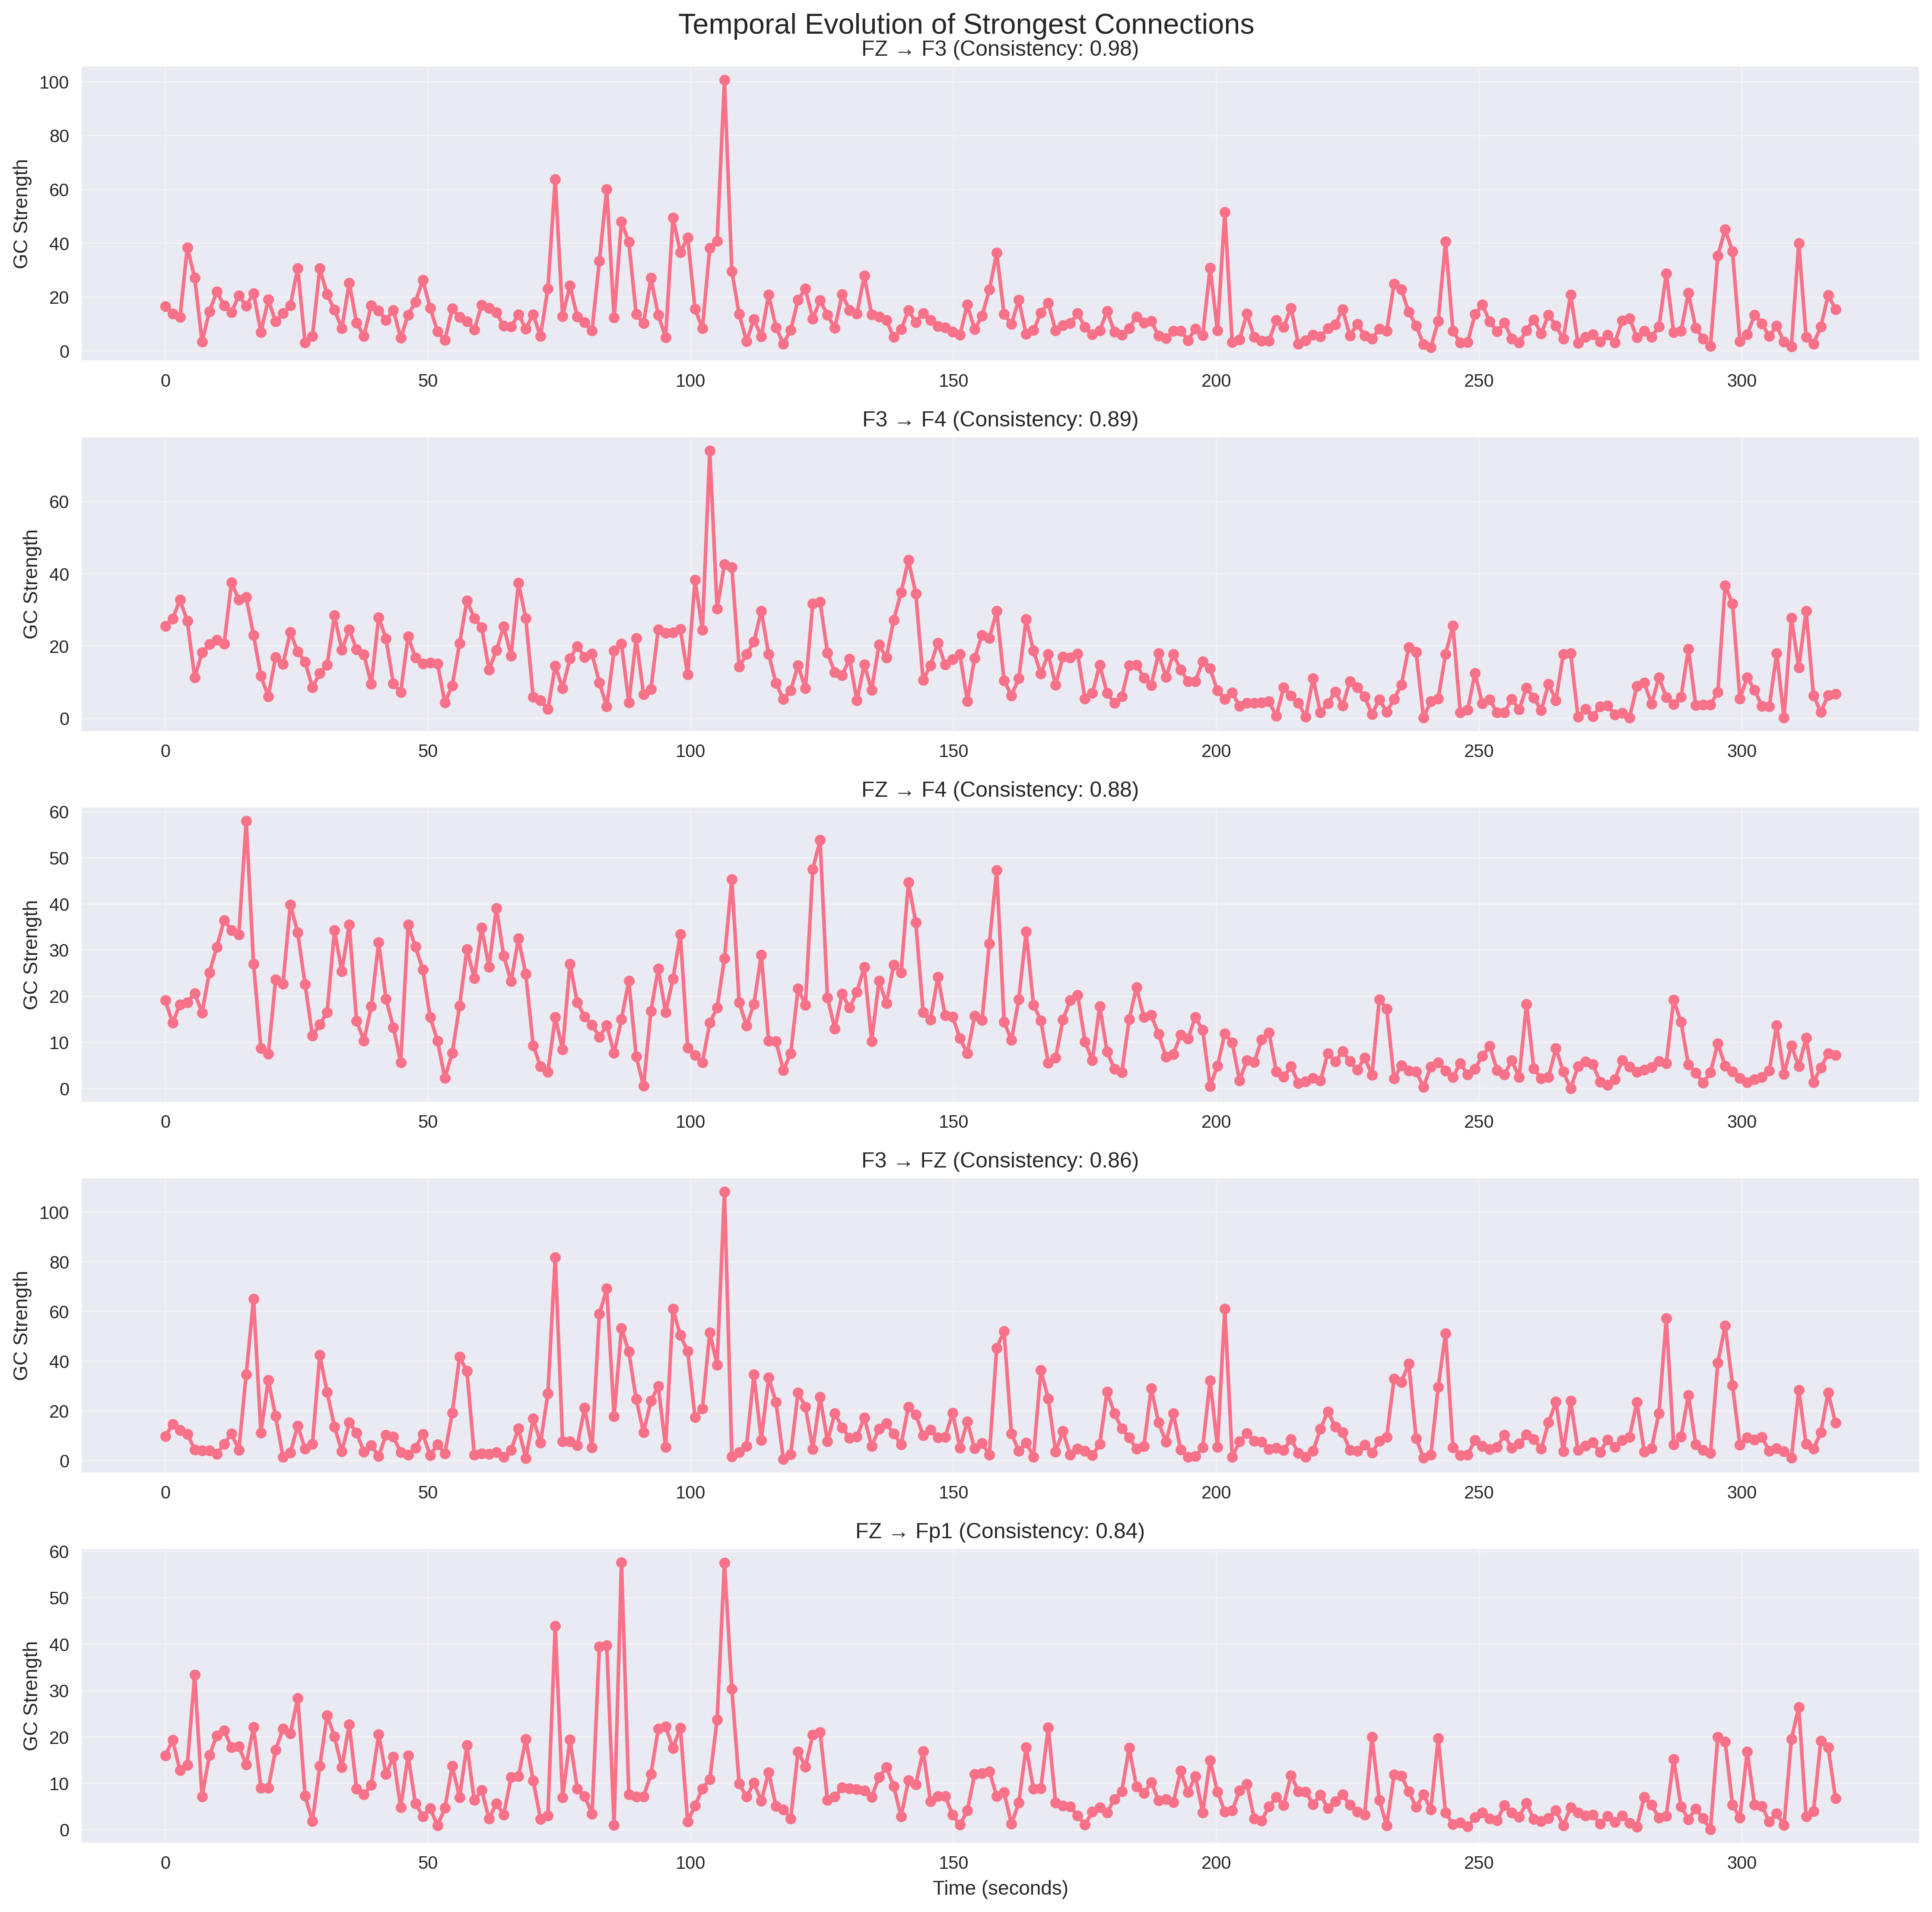 Temporal Evolution of Strongest Connections
FZ → F3 (Consistency: 0.98)
GC Strength
100
80
60
40
20
0
0 50 100 150 200 250 300
F3 → F4 (Consistency: 0.89)
GC Strength
60
40
20
0
0 50 100 150 200 250 300
FZ → F4 (Consistency: 0.88)
GC Strength
60
50
40
30
20
10
0
0 50 100 150 200 250 300
F3 → FZ (Consistency: 0.86)
GC Strength
100
80
60
40
20
0
0 50 100 150 200 250 300
FZ → Fp1 (Consistency: 0.84)
GC Strength
60
50
40
30
20
10
0
0 50 100 150 200 250 300
Time (seconds)